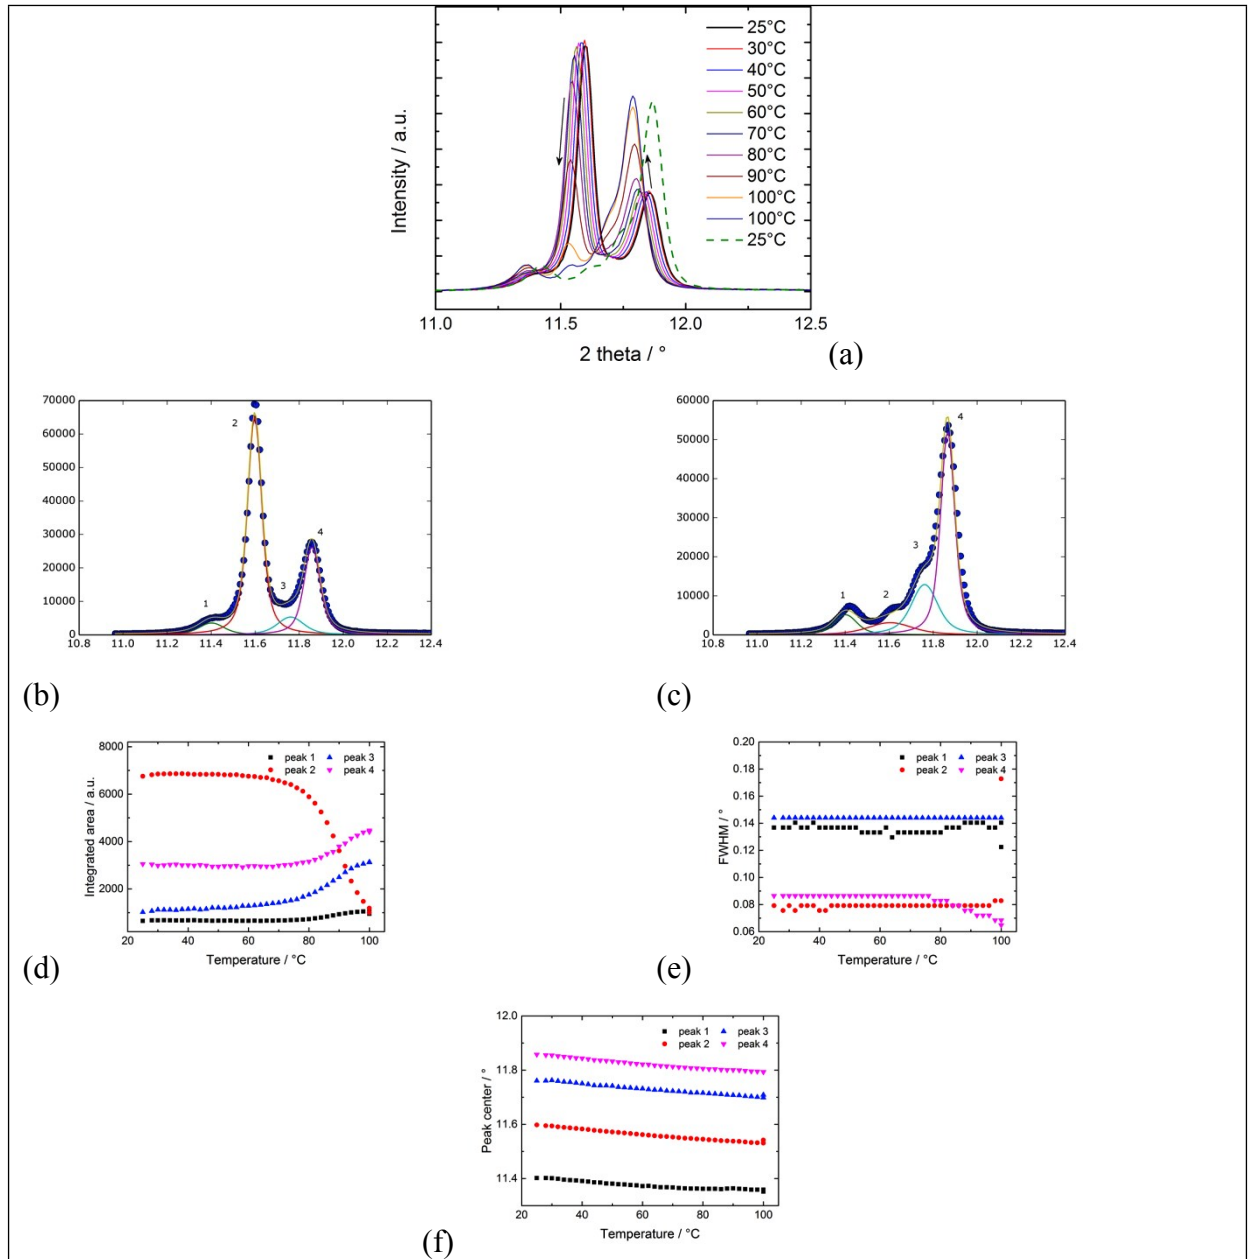 25°C
30°C
40°C
50°C
60°C
70°C
80°C
90°C
100°C
100°C
25°C
Intensity / a.u.
11.0 11.5 12.0 12.5
2 theta / °
(a)
70000
60000
50000
40000
30000
20000
10000
0
10.8 11.0 11.2 11.4 11.6 11.8 12.0 12.2 12.4
1 2 3 4
(b)
60000
50000
40000
30000
20000
10000
0
10.8 11.0 11.2 11.4 11.6 11.8 12.0 12.2 12.4
1 2 3 4
(c)
8000
6000
4000
2000
Integrated area / a.u.
peak 1 peak 3
peak 2 peak 4
20 40 60 80 100
Temperature / °C
(d)
0.20
0.18
0.16
0.14
0.12
0.10
0.08
0.06
FWHM / °
peak 1 peak 3
peak 2 peak 4
20 40 60 80 100
Temperature / °C
(e)
12.0
11.8
11.6
11.4
Peak center / °
peak 1 peak 3
peak 2 peak 4
20 40 60 80 100
Temperature / °C
(f)